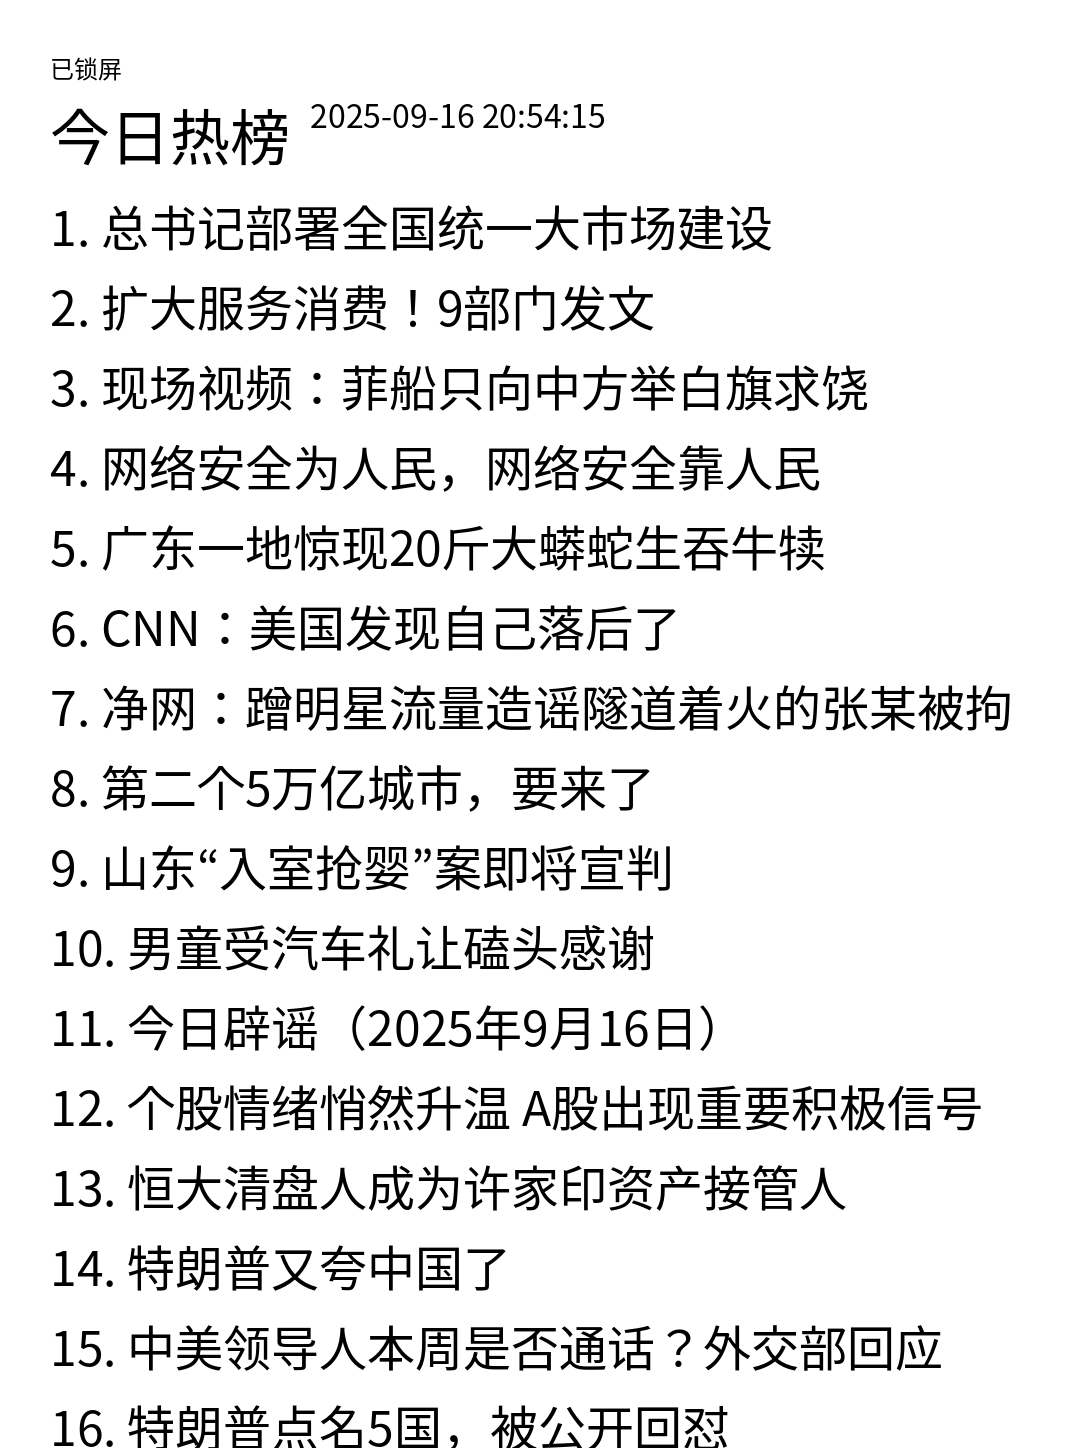 已锁屏
今日热榜 2025-09-16 20:54:15
1. 总书记部署全国统一大市场建设
2. 扩大服务消费！9部门发文
3. 现场视频：菲船只向中方举白旗求饶
4. 网络安全为人民，网络安全靠人民
5. 广东一地惊现20斤大蟒蛇生吞牛犊
6. CNN：美国发现自己落后了
7. 净网：蹭明星流量造谣隧道着火的张某被拘
8. 第二个5万亿城市，要来了
9. 山东“入室抢婴”案即将宣判
10. 男童受汽车礼让磕头感谢
11. 今日辟谣（2025年9月16日）
12. 个股情绪悄然升温 A股出现重要积极信号
13. 恒大清盘人成为许家印资产接管人
14. 特朗普又夸中国了
15. 中美领导人本周是否通话？外交部回应
16. 特朗普点名5国，被公开回怼